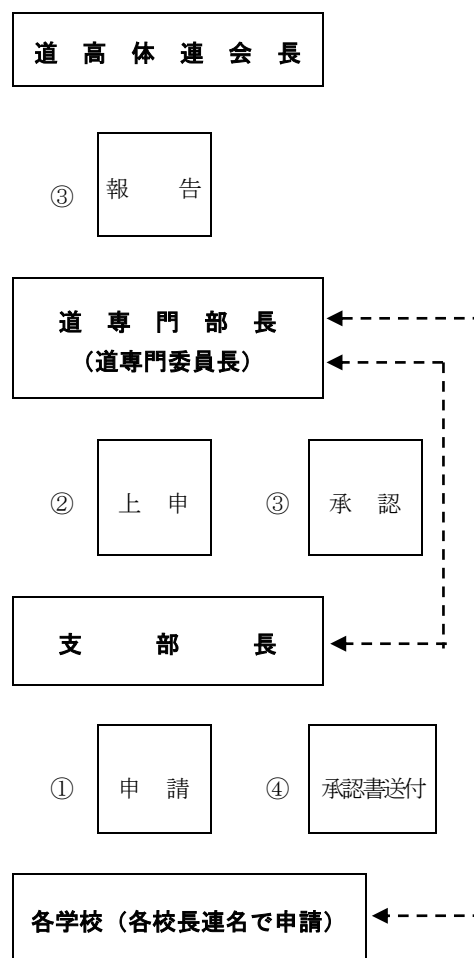 道高体連会長
③ 報告
道専門部長
（道専門委員長）
② 上申 ③ 承認
支部長
① 申請 ④ 承認書送付
各学校（各校長連名で申請）